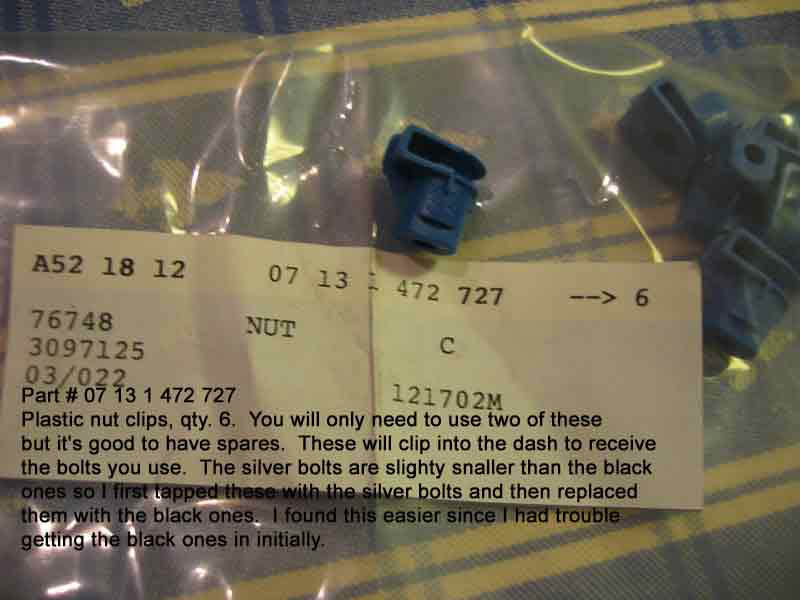 A52 18 12 07 13 1 472 727 --> 6
76748 NUT C
3097125
03/022 121702M
Part # 07 13 1 472 727
Plastic nut clips, qty. 6.  You will only need to use two of these
but it's good to have spares.  These will clip into the dash to receive
the bolts you use.  The silver bolts are slighty snaller than the black
ones so I first tapped these with the silver bolts and then replaced
them with the black ones.  I found this easier since I had trouble
getting the black ones in initially.